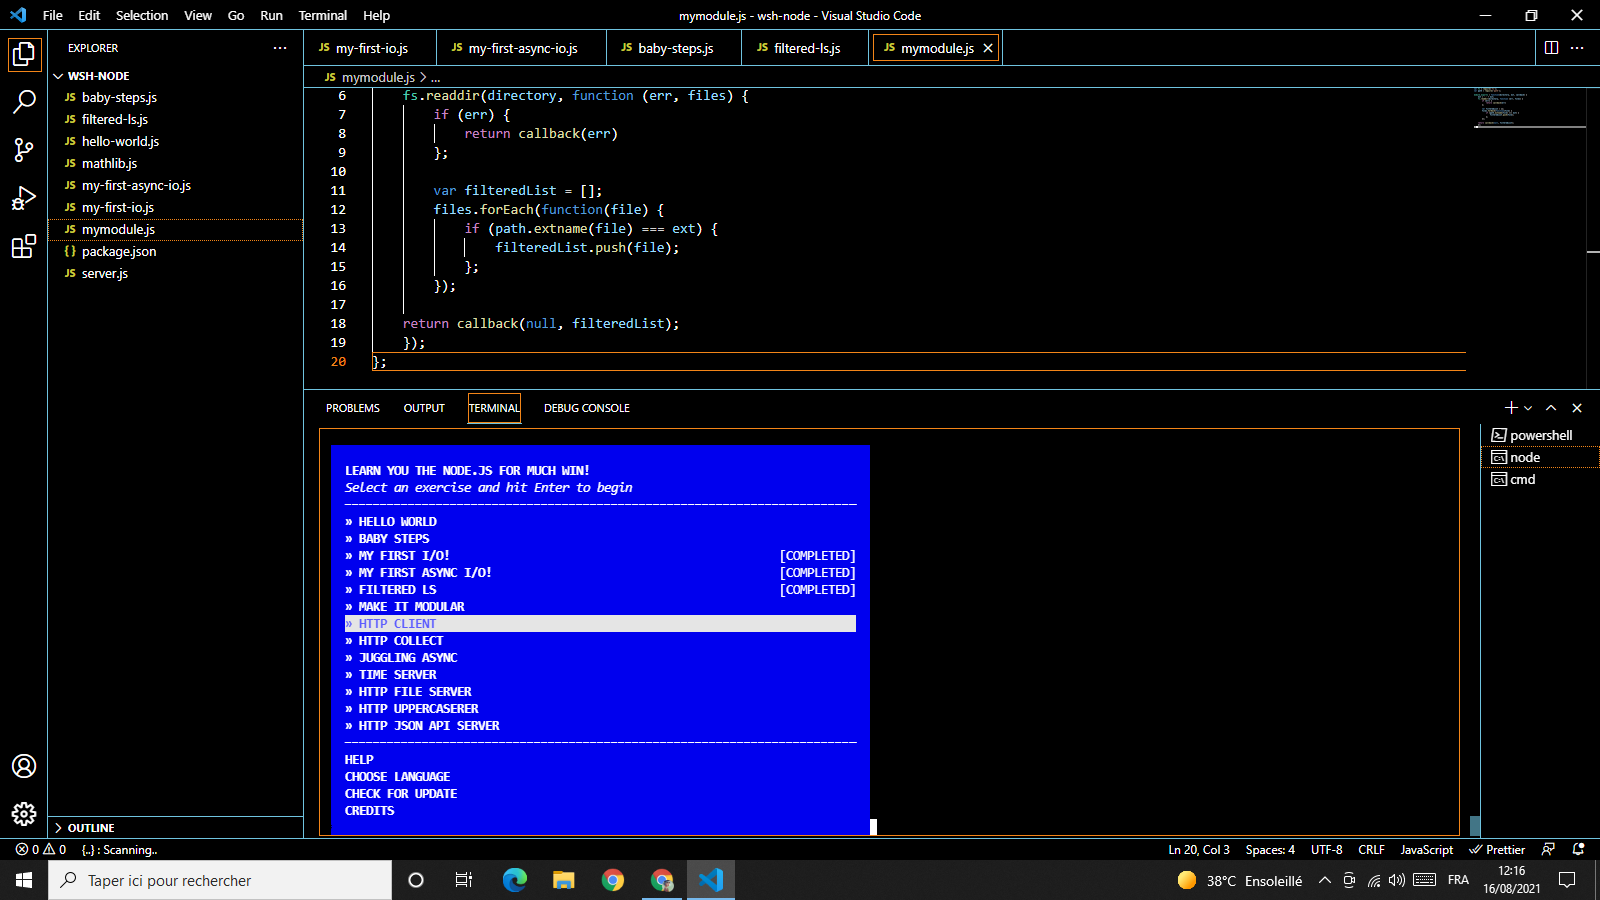 File Edit Selection View Go Run Terminal Help
mymodule.js - wsh-node - Visual Studio Code
EXPLORER
WSH-NODE
JS baby-steps.js
JS filtered-ls.js
JS hello-world.js
JS mathlib.js
JS my-first-async-io.js
JS my-first-io.js
JS mymodule.js
{} package.json
JS server.js
OUTLINE
JS my-first-io.js
JS my-first-async-io.js
JS baby-steps.js
JS filtered-ls.js
JS mymodule.js
JS mymodule.js > ...
6 fs.readdir(directory, function (err, files) {
7 if (err) {
8 return callback(err)
9 };
10
11 var filteredList = [];
12 files.forEach(function(file) {
13 if (path.extname(file) === ext) {
14 filteredList.push(file);
15 };
16 });
17
18 return callback(null, filteredList);
19 });
20 };
PROBLEMS OUTPUT TERMINAL DEBUG CONSOLE
LEARN YOU THE NODE.JS FOR MUCH WIN!
Select an exercise and hit Enter to begin
» HELLO WORLD
» BABY STEPS
» MY FIRST I/O! [COMPLETED]
» MY FIRST ASYNC I/O! [COMPLETED]
» FILTERED LS [COMPLETED]
» MAKE IT MODULAR
» HTTP CLIENT
» HTTP COLLECT
» JUGGLING ASYNC
» TIME SERVER
» HTTP FILE SERVER
» HTTP UPPERCASERER
» HTTP JSON API SERVER
HELP
CHOOSE LANGUAGE
CHECK FOR UPDATE
CREDITS
powershell
node
cmd
0 0 {..} : Scanning..
Ln 20, Col 3 Spaces: 4 UTF-8 CRLF JavaScript Prettier
Taper ici pour rechercher
38°C Ensoleillé
FRA
12:16
16/08/2021